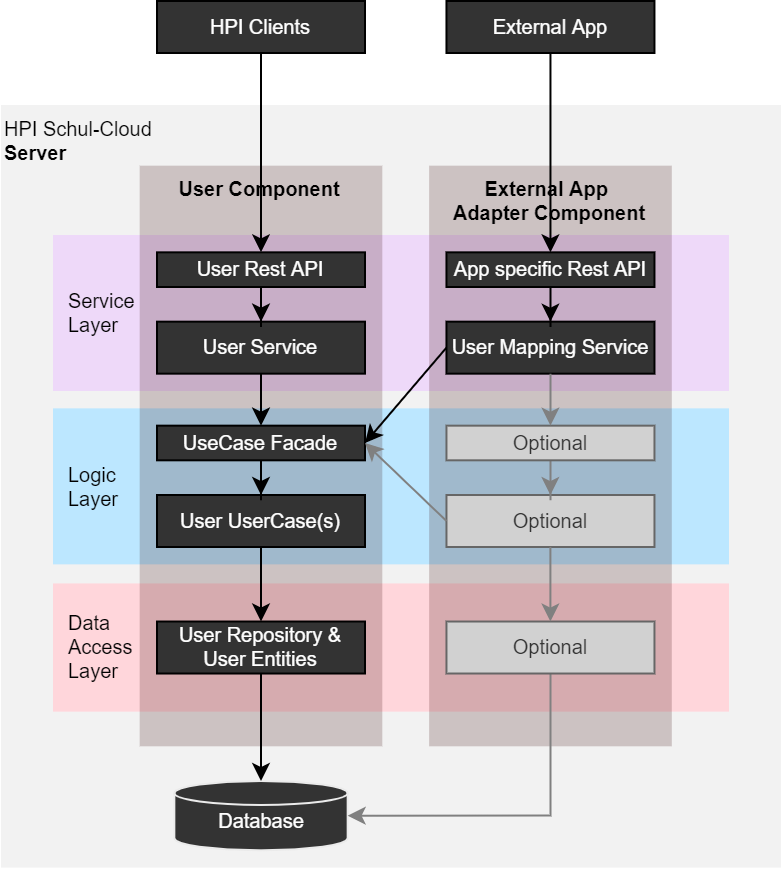 HPI Clients
External App
HPI Schul-Cloud
Server
User Component
External App
Adapter Component
User Rest API
App specific Rest API
Service
Layer
User Service
User Mapping Service
UseCase Facade
Optional
Logic
Layer
User UserCase(s)
Optional
Data
Access
Layer
User Repository &
User Entities
Optional
Database